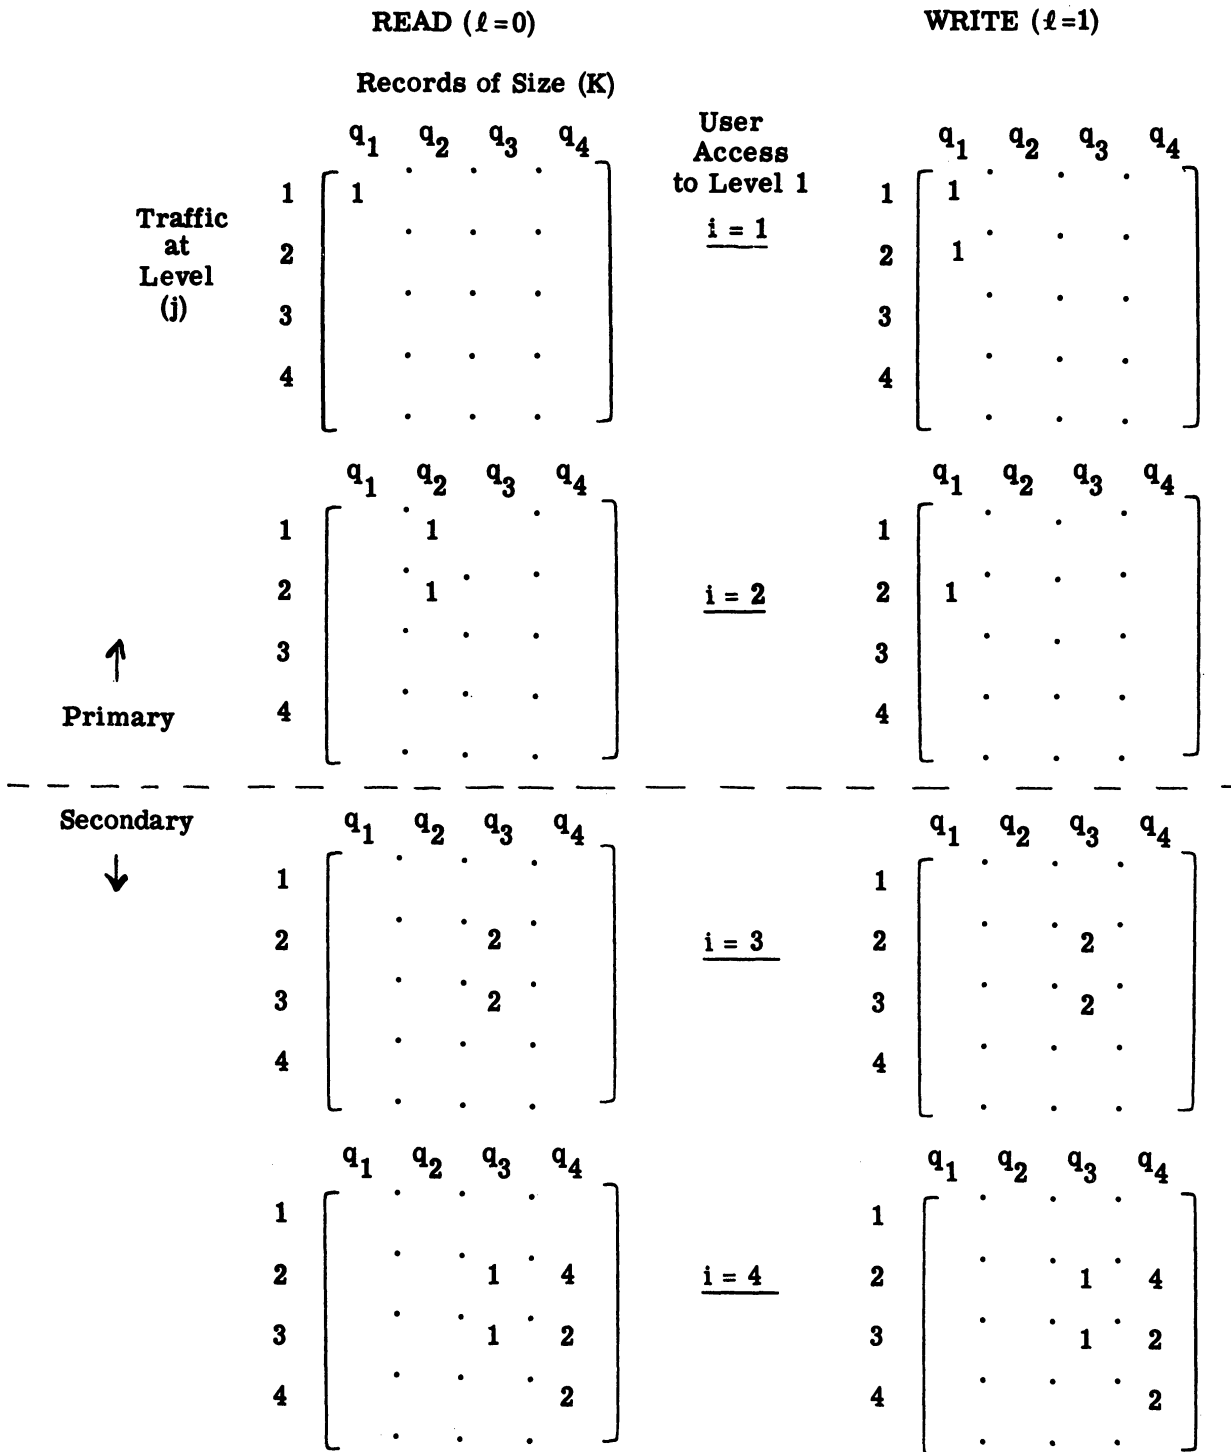 READ (ℓ=0) WRITE (ℓ=1)
Records of Size (K)
User
Access
to Level 1
q1 q2 q3 q4 q1 q2 q3 q4
Traffic
at
Level
(j)
1 1 i = 1 1 1
2 2 1
3 3
4 4
q1 q2 q3 q4 q1 q2 q3 q4
1 1 1
2 1 i = 2 2 1
3 3
4 4
↑
Primary
Secondary
↓
q1 q2 q3 q4 q1 q2 q3 q4
1 1
2 2 i = 3 2 2
3 2 3 2
4 4
q1 q2 q3 q4 q1 q2 q3 q4
1 1
2 1 4 i = 4 2 1 4
3 1 2 3 1 2
4 2 4 2